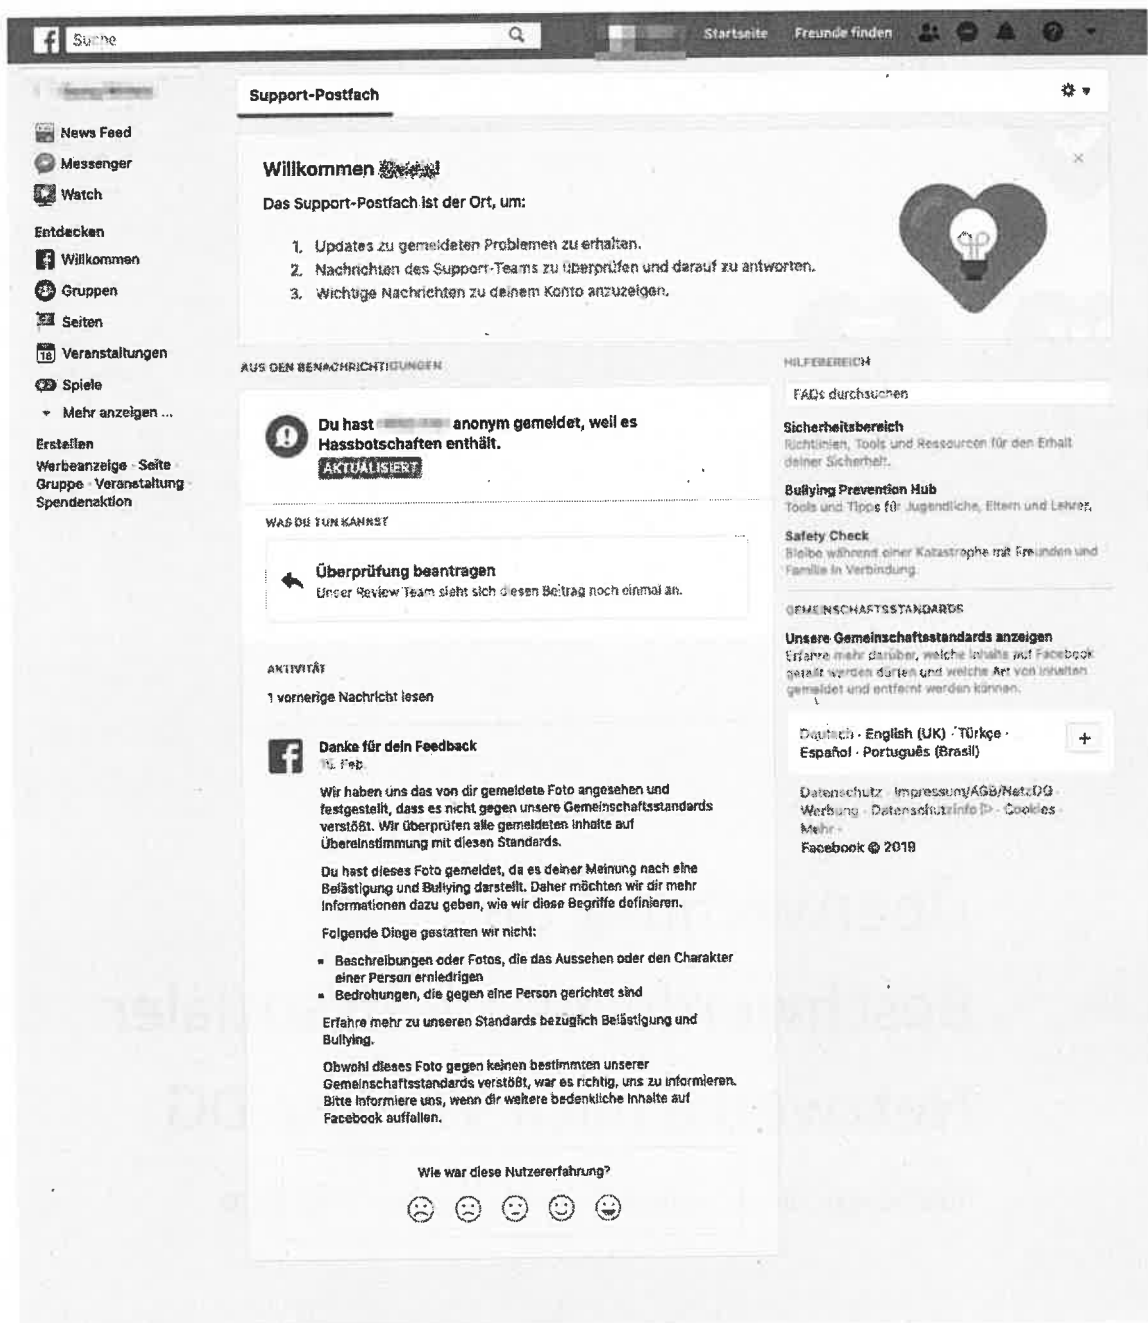 Suche
Startseite
Freunde finden
News Feed
Messenger
Watch
Entdecken
Willkommen
Gruppen
Seiten
18 Veranstaltungen
Spiele
Mehr anzeigen ...
Erstellen
Werbeanzeige · Seite ·
Gruppe · Veranstaltung ·
Spendenaktion
Support-Postfach
Willkommen
Das Support-Postfach ist der Ort, um:
1. Updates zu gemeldeten Problemen zu erhalten.
2. Nachrichten des Support-Teams zu überprüfen und darauf zu antworten.
3. Wichtige Nachrichten zu deinem Konto anzuzeigen.
AUS DEN BENACHRICHTIGUNGEN
Du hast anonym gemeldet, weil es
Hassbotschaften enthält.
AKTUALISIERT
WAS DU TUN KANNST
Überprüfung beantragen
Unser Review Team sieht sich diesen Beitrag noch einmal an.
AKTIVITÄT
1 vorherige Nachricht lesen
Danke für dein Feedback
Feb.
Wir haben uns das von dir gemeldete Foto angesehen und
festgestellt, dass es nicht gegen unsere Gemeinschaftsstandards
verstößt. Wir überprüfen alle gemeldeten Inhalte auf
Übereinstimmung mit diesen Standards.
Du hast dieses Foto gemeldet, da es deiner Meinung nach eine
Belästigung und Bullying darstellt. Daher möchten wir dir mehr
Informationen dazu geben, wie wir diese Begriffe definieren.
Folgende Dinge gestatten wir nicht:
▪ Beschreibungen oder Fotos, die das Aussehen oder den Charakter
einer Person erniedrigen
▪ Bedrohungen, die gegen eine Person gerichtet sind
Erfahre mehr zu unseren Standards bezüglich Belästigung und
Bullying.
Obwohl dieses Foto gegen keinen bestimmten unserer
Gemeinschaftsstandards verstößt, war es richtig, uns zu informieren.
Bitte informiere uns, wenn dir weitere bedenkliche Inhalte auf
Facebook auffallen.
Wie war diese Nutzererfahrung?
HILFEBEREICH
FAQs durchsuchen
Sicherheitsbereich
Richtlinien, Tools und Ressourcen für den Erhalt
deiner Sicherheit.
Bullying Prevention Hub
Tools und Tipps für Jugendliche, Eltern und Lehrer.
Safety Check
Bleibe während einer Katastrophe mit Freunden und
Familie in Verbindung.
GEMEINSCHAFTSSTANDARDS
Unsere Gemeinschaftsstandards anzeigen
Erfahre mehr darüber, welche Inhalte auf Facebook
geteilt werden dürfen und welche Art von Inhalten
gemeldet und entfernt werden können.
Deutsch · English (UK) · Türkçe ·
Español · Português (Brasil)
Datenschutz · Impressum/AGB/NetzDG ·
Werbung · Datenschutzinfo · Cookies ·
Mehr
Facebook © 2019